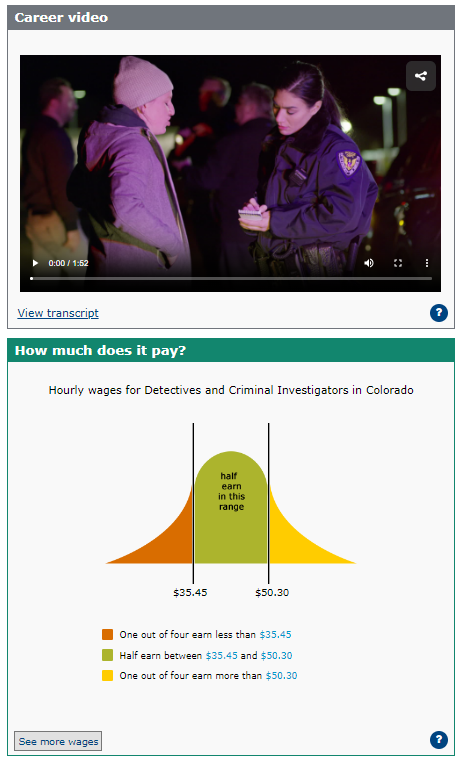 Career video
0:00 / 1:52
View transcript
?
How much does it pay?
Hourly wages for Detectives and Criminal Investigators in Colorado
half
earn
in this
range
$35.45
$50.30
One out of four earn less than $35.45
Half earn between $35.45 and $50.30
One out of four earn more than $50.30
See more wages
?